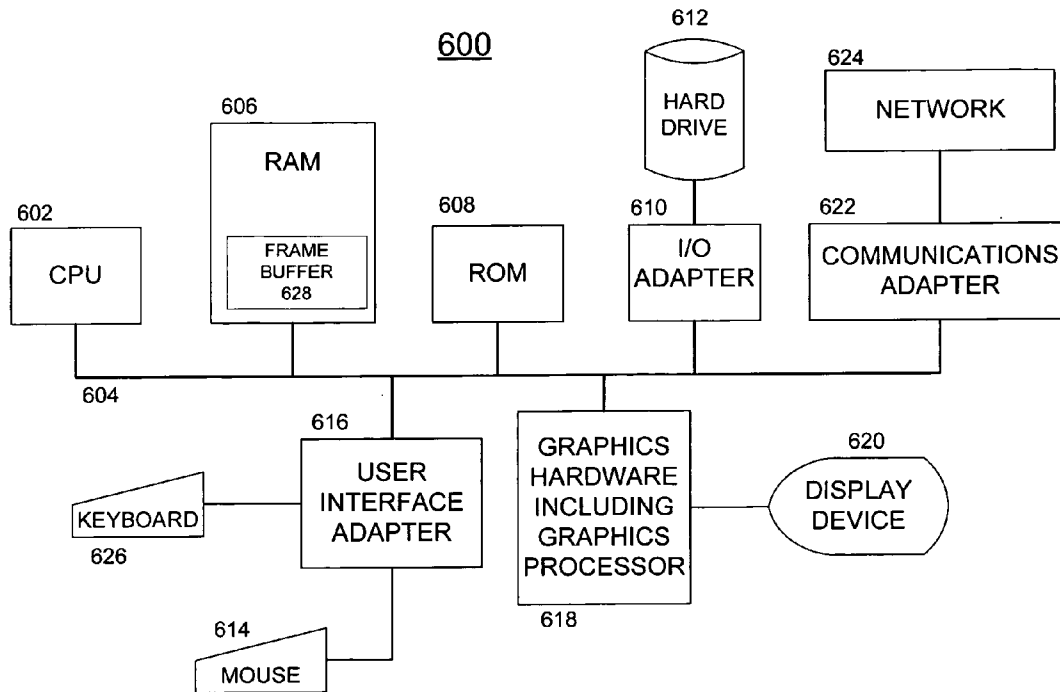 600
612
HARD
DRIVE
624
NETWORK
606
RAM
FRAME
BUFFER
628
602
CPU
608
ROM
610
I/O
ADAPTER
622
COMMUNICATIONS
ADAPTER
604
616
USER
INTERFACE
ADAPTER
GRAPHICS
HARDWARE
INCLUDING
GRAPHICS
PROCESSOR
618
620
DISPLAY
DEVICE
KEYBOARD
626
614
MOUSE